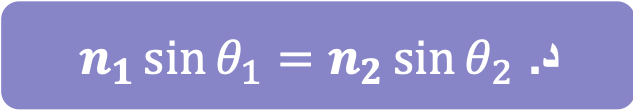 د. n₁ sin θ₁ = n₂ sin θ₂